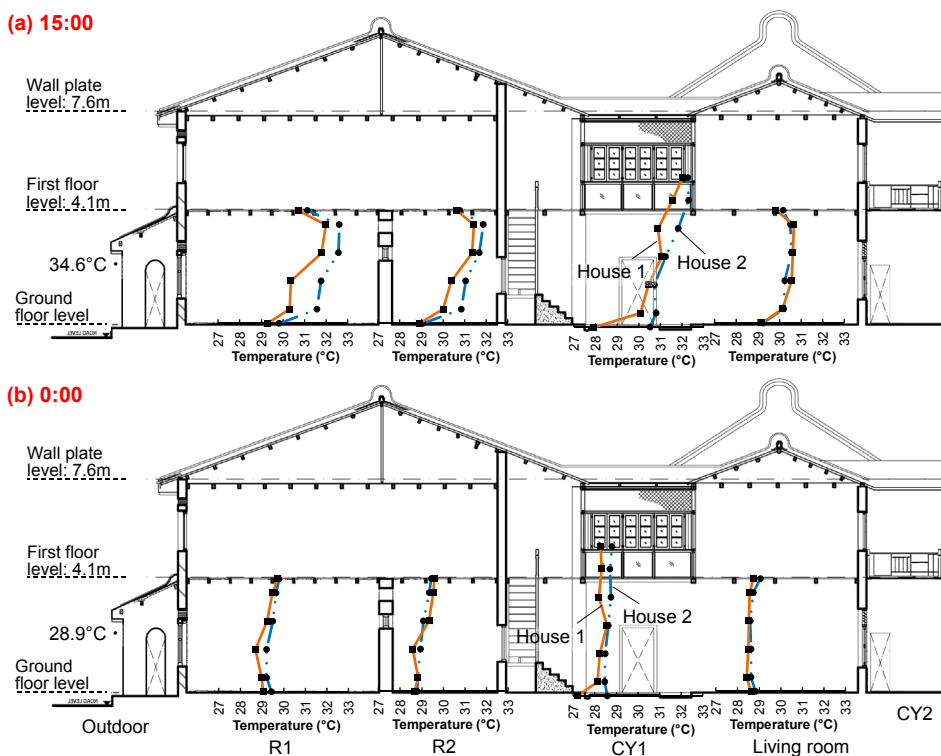 (a) 15:00
Wall plate
level: 7.6m
First floor
level: 4.1m
34.6°C
House 1
House 2
Ground
floor level
ROAD LEVEL
27 28 29 30 31 32 33
27 28 29 30 31 32 33
27 28 29 30 31 32 33
27 28 29 30 31 32 33
Temperature (°C)
Temperature (°C)
Temperature (°C)
Temperature (°C)
(b) 0:00
Wall plate
level: 7.6m
First floor
level: 4.1m
28.9°C
House 1
House 2
Ground
floor level
ROAD LEVEL
27 28 29 30 31 32 33
27 28 29 30 31 32 33
27 28 29 30 31 32 33
27 28 29 30 31 32 33
Temperature (°C)
Temperature (°C)
Temperature (°C)
Temperature (°C)
Outdoor
R1
R2
CY1
Living room
CY2